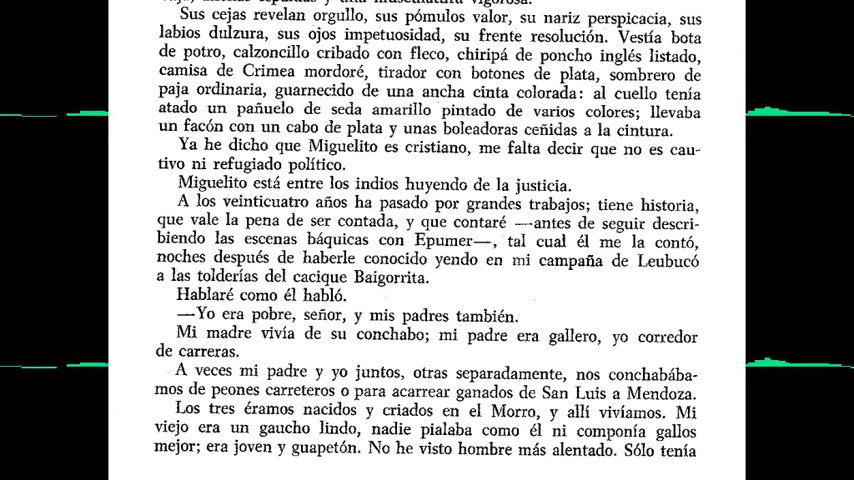 vaja, anchas espaldas y una musculatura vigorosa.
Sus cejas revelan orgullo, sus pómulos valor, su nariz perspicacia, sus
labios dulzura, sus ojos impetuosidad, su frente resolución. Vestía bota
de potro, calzoncillo cribado con fleco, chiripá de poncho inglés listado,
camisa de Crimea mordoré, tirador con botones de plata, sombrero de
paja ordinaria, guarnecido de una ancha cinta colorada: al cuello tenía
atado un pañuelo de seda amarillo pintado de varios colores; llevaba
un facón con un cabo de plata y unas boleadoras ceñidas a la cintura.
Ya he dicho que Miguelito es cristiano, me falta decir que no es cau-
tivo ni refugiado político.
Miguelito está entre los indios huyendo de la justicia.
A los veinticuatro años ha pasado por grandes trabajos; tiene historia,
que vale la pena de ser contada, y que contaré —antes de seguir descri-
biendo las escenas báquicas con Epumer—, tal cual él me la contó,
noches después de haberle conocido yendo en mi campaña de Leubucó
a las tolderías del cacique Baigorrita.
Hablaré como él habló.
—Yo era pobre, señor, y mis padres también.
Mi madre vivía de su conchabo; mi padre era gallero, yo corredor
de carreras.
A veces mi padre y yo juntos, otras separadamente, nos conchabába-
mos de peones carreteros o para acarrear ganados de San Luis a Mendoza.
Los tres éramos nacidos y criados en el Morro, y allí vivíamos. Mi
viejo era un gaucho lindo, nadie pialaba como él ni componía gallos
mejor; era joven y guapetón. No he visto hombre más alentado. Sólo tenía